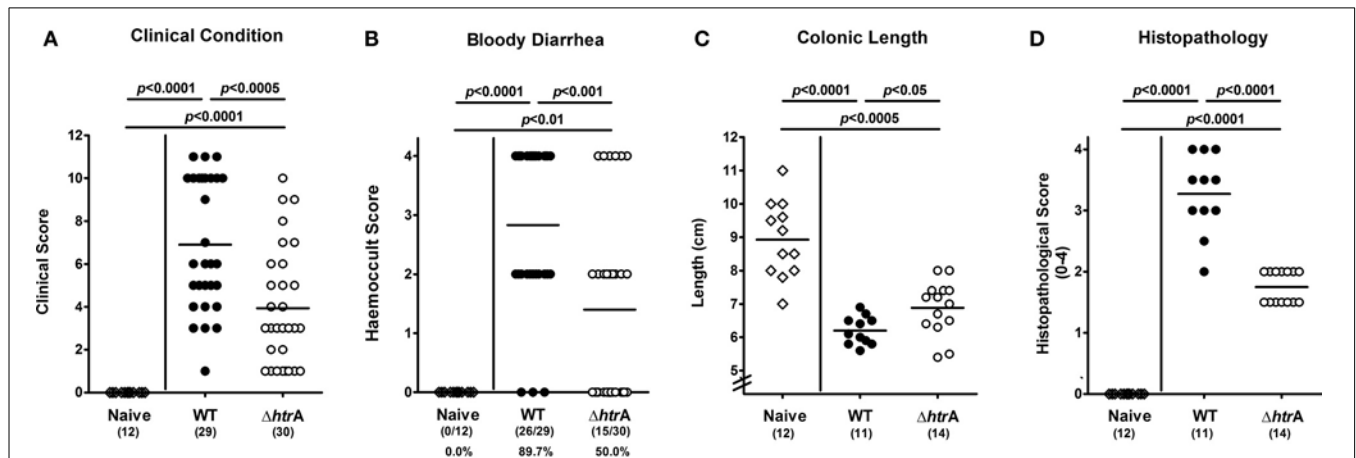 A Clinical Condition
p<0.0001 p<0.0005
p<0.0001
Clinical Score
12
10
8
6
4
2
0
Naive WT ΔhtrA
(12) (29) (30)
B Bloody Diarrhea
p<0.0001 p<0.001
p<0.01
Haemoccult Score
4
3
2
1
0
Naive WT ΔhtrA
(0/12) (26/29) (15/30)
0.0% 89.7% 50.0%
C Colonic Length
p<0.0001 p<0.05
p<0.0005
Length (cm)
12
11
10
9
8
7
6
5
Naive WT ΔhtrA
(12) (11) (14)
D Histopathology
p<0.0001 p<0.0001
p<0.0001
Histopathological Score
(0-4)
4
3
2
1
0
Naive WT ΔhtrA
(12) (11) (14)